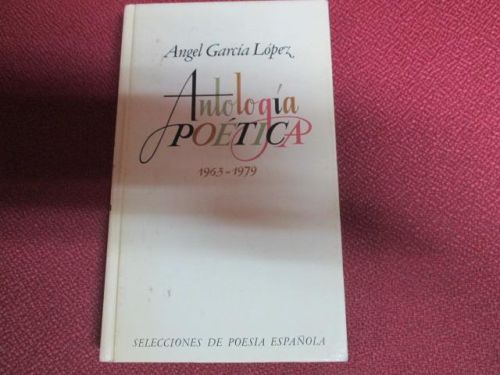 Angel García López
Antología
POÉTICA
1963-1979
SELECCIONES DE POESIA ESPAÑOLA